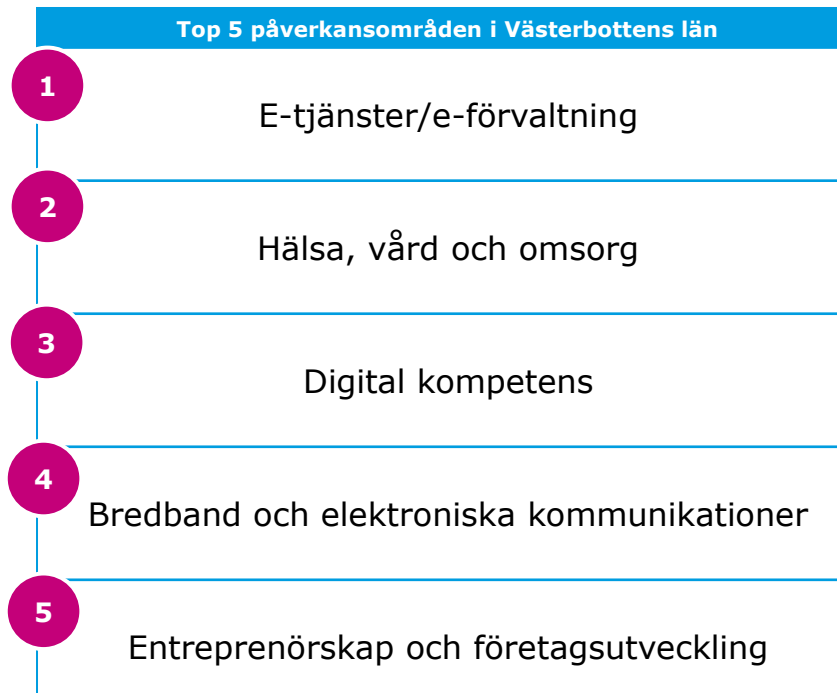 Top 5 påverkansområden i Västerbottens län
1
E-tjänster/e-förvaltning
2
Hälsa, vård och omsorg
3
Digital kompetens
4
Bredband och elektroniska kommunikationer
5
Entreprenörskap och företagsutveckling